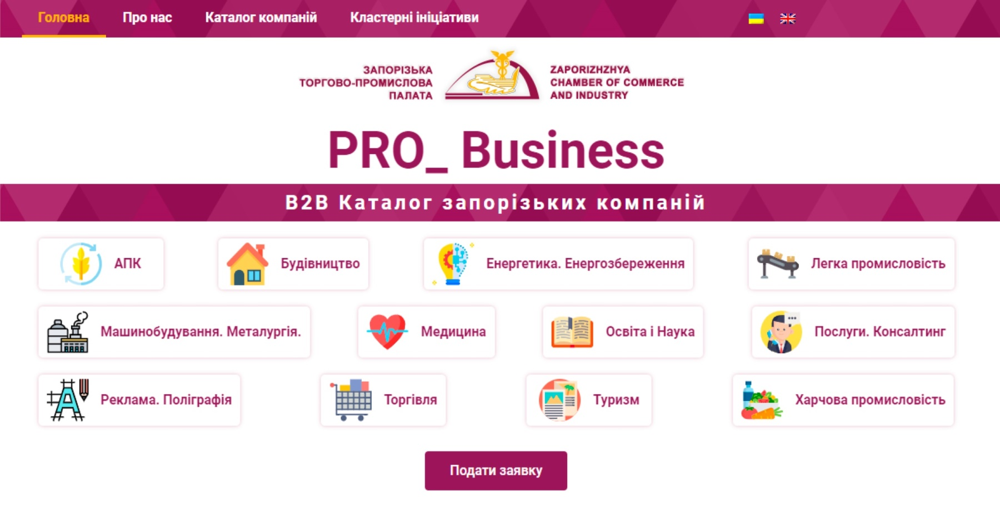 Головна
Про нас
Каталог компаній
Кластерні ініціативи
ЗАПОРІЗЬКА
ТОРГОВО-ПРОМИСЛОВА
ПАЛАТА
ZAPORIZHZHYA
CHAMBER OF COMMERCE
AND INDUSTRY
PRO_ Business
B2B Каталог запорізьких компаній
АПК
Будівництво
Енергетика. Енергозбереження
Легка промисловість
Машинобудування. Металургія.
Медицина
Освіта і Наука
Послуги. Консалтинг
Реклама. Поліграфія
Торгівля
Туризм
Харчова промисловість
Подати заявку